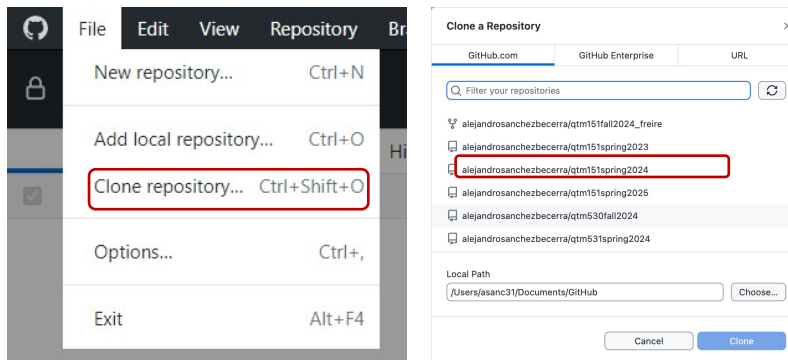 File Edit View Repository Br
New repository... Ctrl+N
Add local repository... Ctrl+O
Hi
Clone repository... Ctrl+Shift+O
Options... Ctrl+,
Exit Alt+F4
Clone a Repository
GitHub.com GitHub Enterprise URL
Filter your repositories
alejandrosanchezbecerra/qtm151fall2024_freire
alejandrosanchezbecerra/qtm151spring2023
alejandrosanchezbecerra/qtm151spring2024
alejandrosanchezbecerra/qtm151spring2025
alejandrosanchezbecerra/qtm530fall2024
alejandrosanchezbecerra/qtm531spring2024
Local Path
/Users/asanc31/Documents/GitHub Choose...
Cancel Clone